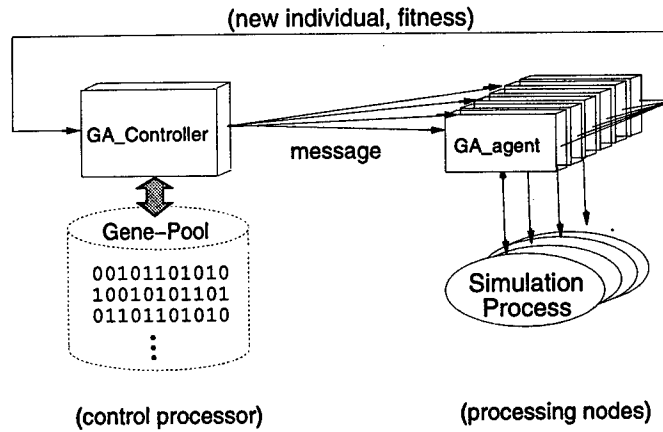 (new individual, fitness)
GA_Controller
message
GA_agent
Gene-Pool
00101101010
10010101101
01101101010
Simulation
Process
(control processor)
(processing nodes)